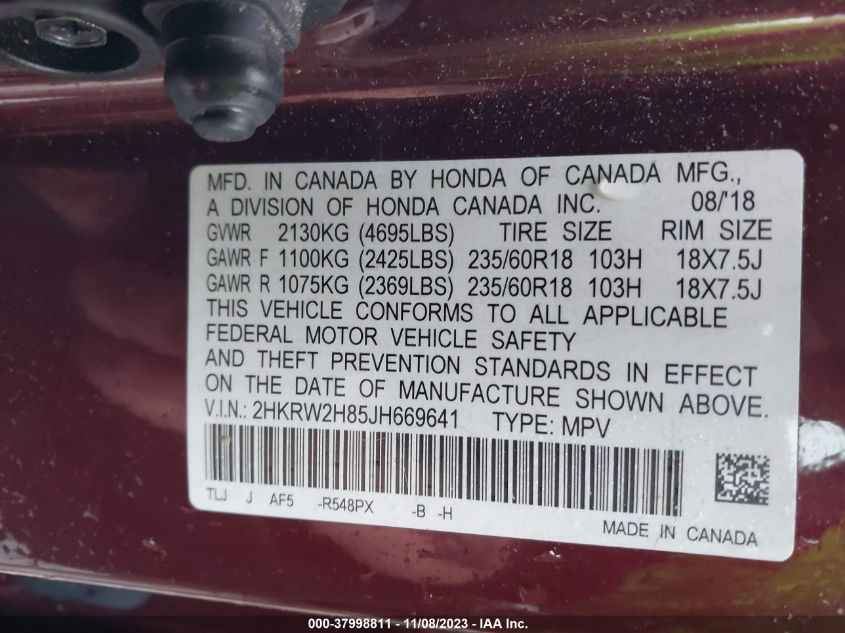 MFD. IN CANADA BY HONDA OF CANADA MFG.,
A DIVISION OF HONDA CANADA INC. 08/'18
GVWR 2130KG (4695LBS) TIRE SIZE RIM SIZE
GAWR F 1100KG (2425LBS) 235/60R18 103H 18X7.5J
GAWR R 1075KG (2369LBS) 235/60R18 103H 18X7.5J
THIS VEHICLE CONFORMS TO ALL APPLICABLE
FEDERAL MOTOR VEHICLE SAFETY
AND THEFT PREVENTION STANDARDS IN EFFECT
ON THE DATE OF MANUFACTURE SHOWN ABOVE.
V.I.N.: 2HKRW2H85JH669641 TYPE: MPV
TLJ J AF5 -R548PX -B -H
MADE IN CANADA
000-37998811 - 11/08/2023 - IAA Inc.